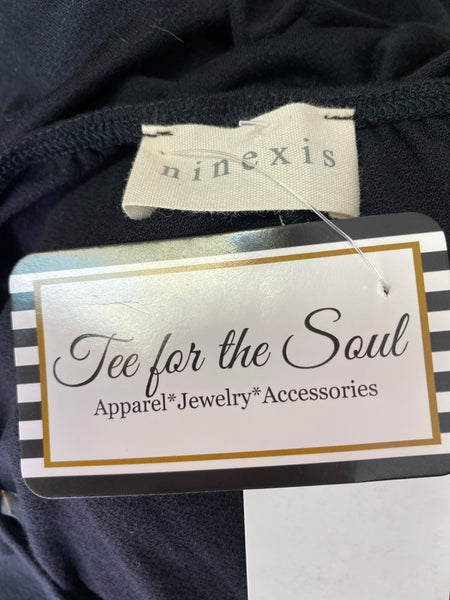 ninexis
Tee for the Soul
Apparel*Jewelry*Accessories